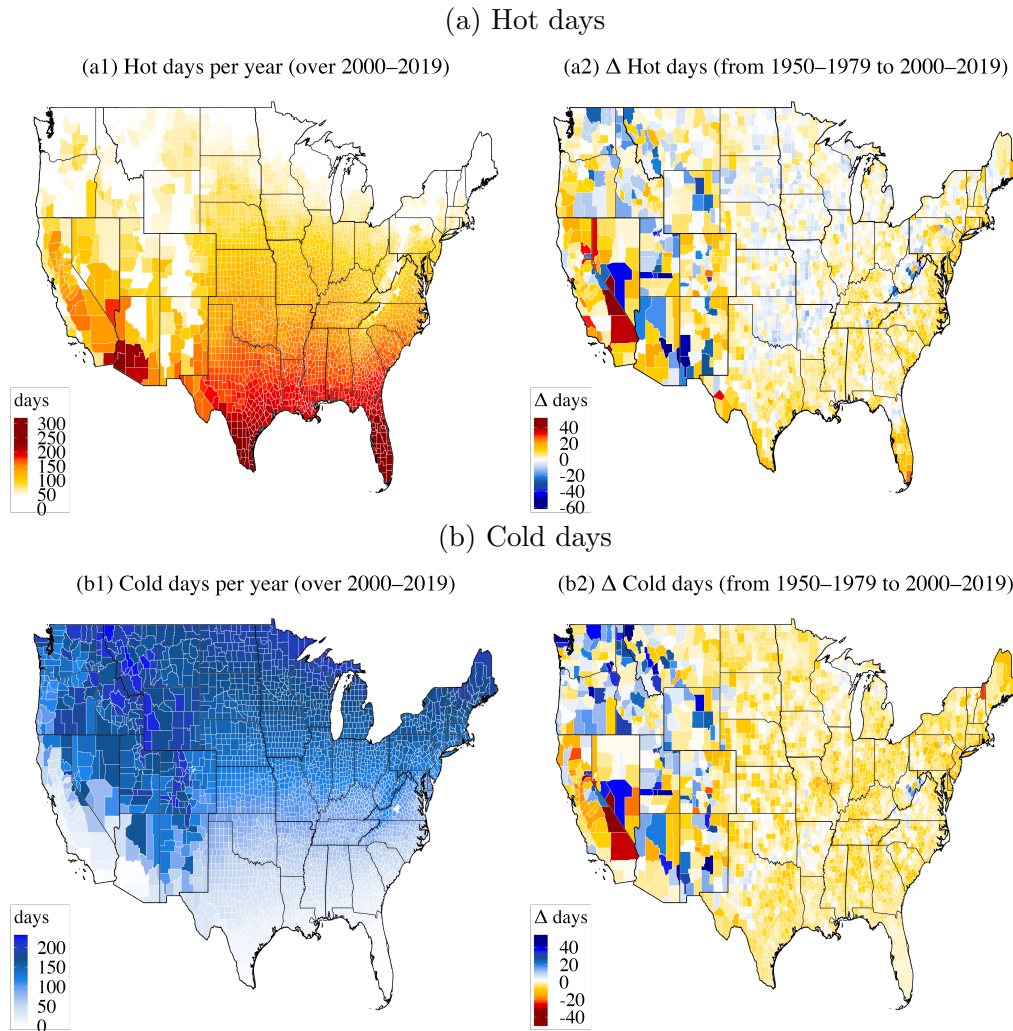 (a) Hot days
(a1) Hot days per year (over 2000–2019)
(a2) Δ Hot days (from 1950–1979 to 2000–2019)
days
300
250
200
150
100
50
0
Δ days
40
20
0
-20
-40
-60
(b) Cold days
(b1) Cold days per year (over 2000–2019)
(b2) Δ Cold days (from 1950–1979 to 2000–2019)
days
200
150
100
50
0
Δ days
40
20
0
-20
-40